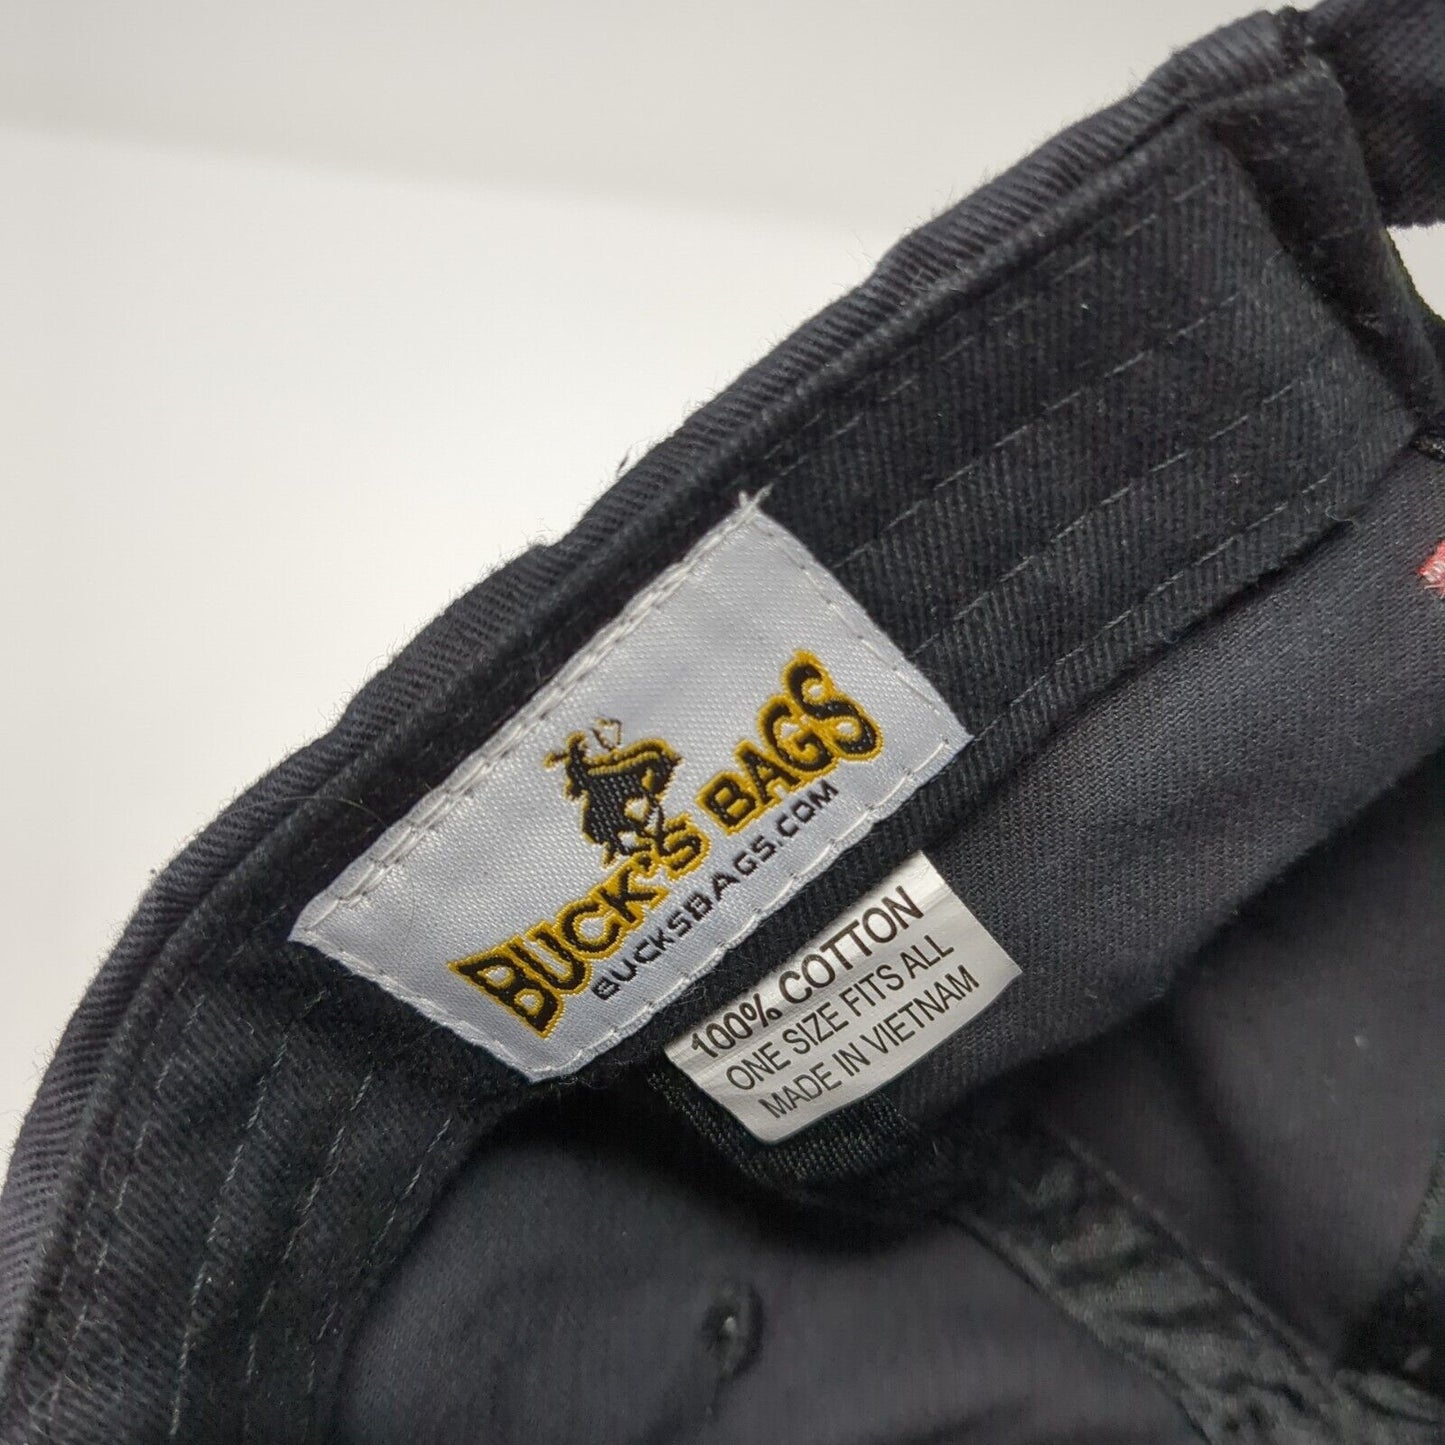 BUCK'S BAGS
BUCKSBAGS.COM
100% COTTON
ONE SIZE FITS ALL
MADE IN VIETNAM